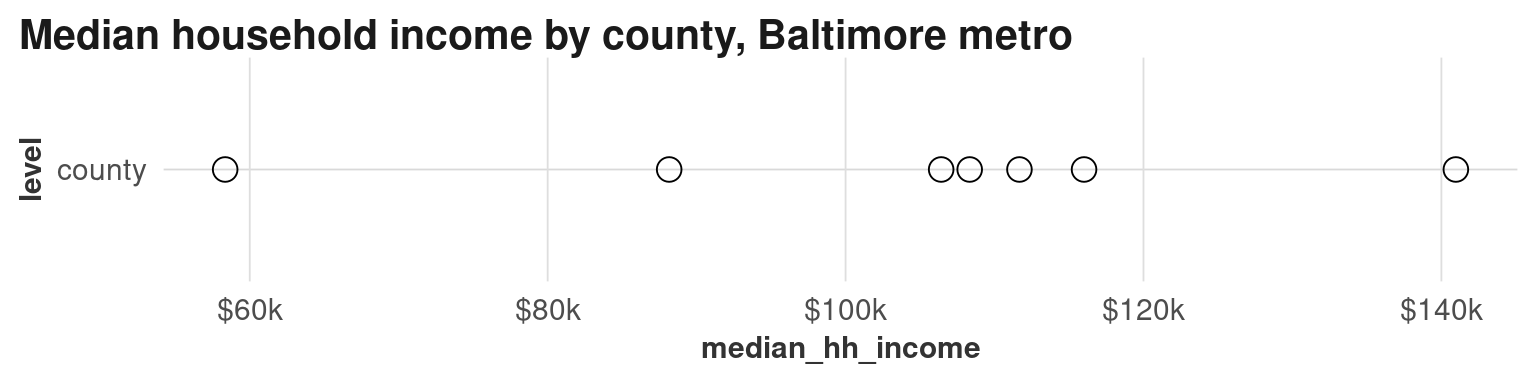 Median household income by county, Baltimore metro
level
county
$60k $80k $100k $120k $140k
median_hh_income